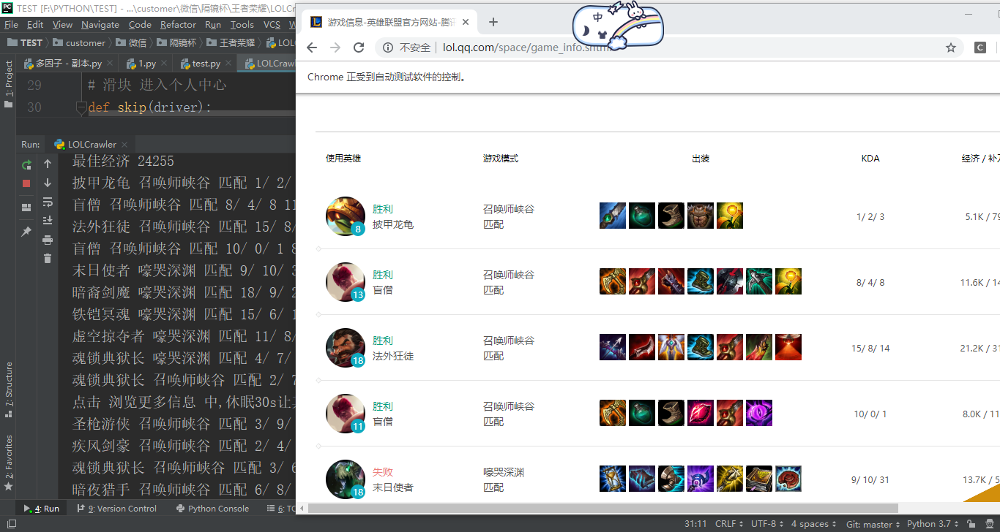 TEST [F:\PYTHON\TEST] - ...\customer\微信\隔镜杯\王者荣耀\LOLCr
File Edit View Navigate Code Refactor Run Tools VCS W
TEST customer 微信 隔镜杯 王者荣耀 LOL
多因子 - 副本.py 1.py test.py LOLCrawl
1: Project
29 # 滑块 进入个人中心
30 def skip(driver):
Run: LOLCrawler
最佳经济 24255
披甲龙龟 召唤师峡谷 匹配 1/ 2/
盲僧 召唤师峡谷 匹配 8/ 4/ 8 11
法外狂徒 召唤师峡谷 匹配 15/ 8/
盲僧 召唤师峡谷 匹配 10/ 0/ 1 8
末日使者 嚎哭深渊 匹配 9/ 10/ 3
暗裔剑魔 嚎哭深渊 匹配 18/ 9/ 2
铁铠冥魂 嚎哭深渊 匹配 15/ 6/ 1
虚空掠夺者 嚎哭深渊 匹配 11/ 8/
魂锁典狱长 嚎哭深渊 匹配 4/ 7/
魂锁典狱长 召唤师峡谷 匹配 2/ 7
点击 浏览更多信息 中,休眠30s让
圣枪游侠 召唤师峡谷 匹配 3/ 9/
疾风剑豪 召唤师峡谷 匹配 2/ 4/
魂锁典狱长 召唤师峡谷 匹配 3/ 6
暗夜猎手 召唤师峡谷 匹配 6/ 8/
7: Structure
2: Favorites
4: Run 9: Version Control Python Console 6: TO
31:11 CRLF UTF-8 4 spaces Git: master Python 3.7
游戏信息-英雄联盟官方网站-腾讯
中
不安全 | lol.qq.com/space/game_info.shtm
C
Chrome 正受到自动测试软件的控制。
使用英雄 游戏模式 出装 KDA 经济 / 补刀
胜利 召唤师峡谷
8 披甲龙龟 匹配 1/ 2/ 3 5.1K / 79
胜利 召唤师峡谷
13 盲僧 匹配 8/ 4/ 8 11.6K / 14
胜利 召唤师峡谷
18 法外狂徒 匹配 15/ 8/ 14 21.2K / 31
胜利 召唤师峡谷
11 盲僧 匹配 10/ 0/ 1 8.0K / 11
失败 嚎哭深渊
18 末日使者 匹配 9/ 10/ 31 13.7K / 5